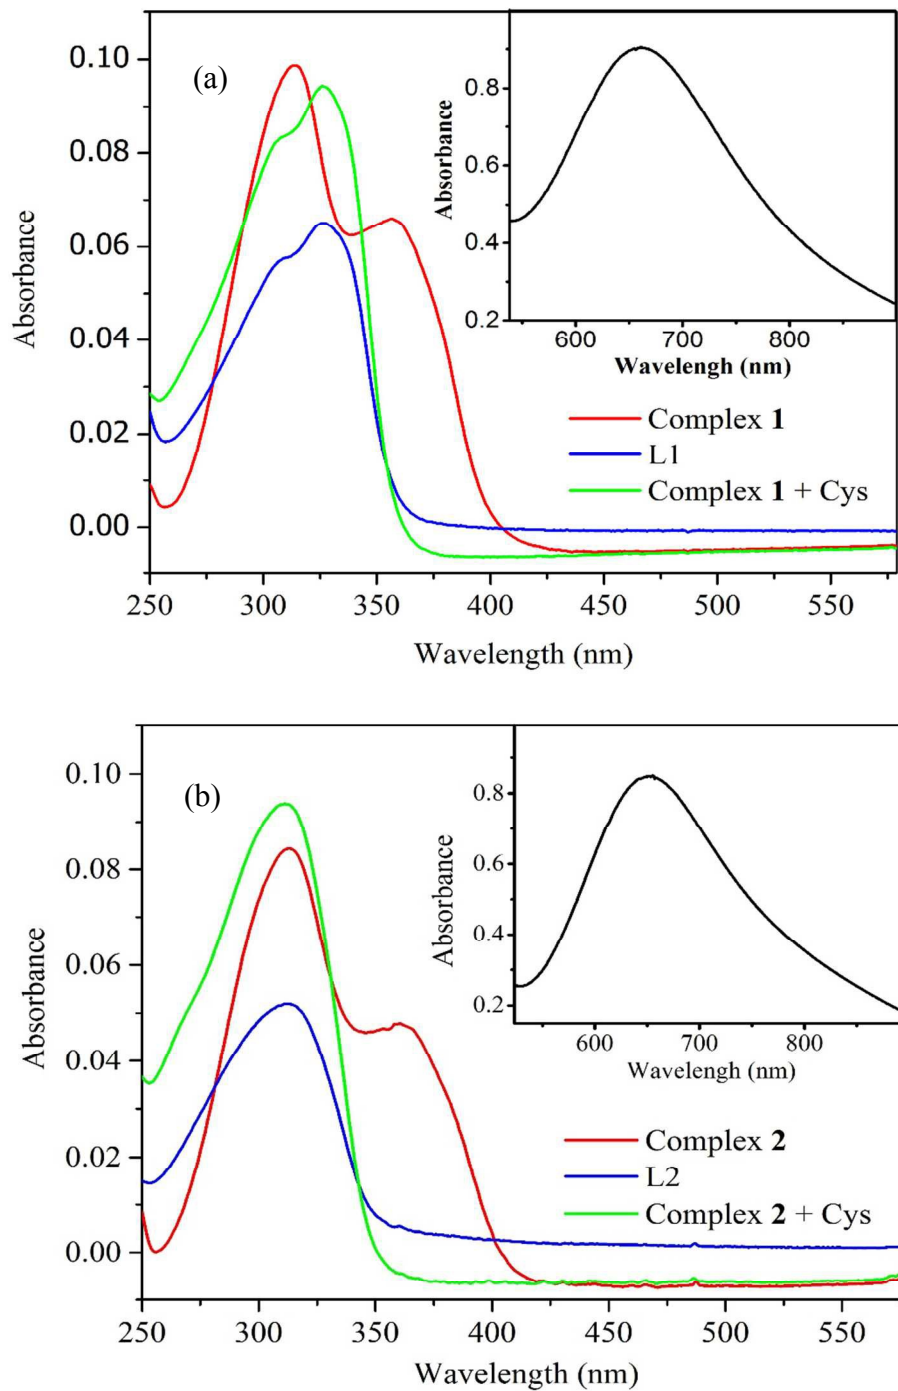 (a)
Absorbance
0.10
0.08
0.06
0.04
0.02
0.00
250 300 350 400 450 500 550
Wavelength (nm)
Absorbance
0.8
0.6
0.4
0.2
600 700 800
Wavelengh (nm)
Complex 1
L1
Complex 1 + Cys
(b)
Absorbance
0.10
0.08
0.06
0.04
0.02
0.00
250 300 350 400 450 500 550
Wavelength (nm)
Absorbance
0.8
0.6
0.4
0.2
600 700 800
Wavelengh (nm)
Complex 2
L2
Complex 2 + Cys